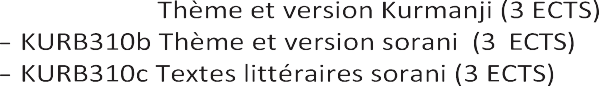 Thème et version Kurmanji (3 ECTS)
– KURB310b Thème et version sorani (3 ECTS)
– KURB310c Textes littéraires sorani (3 ECTS)